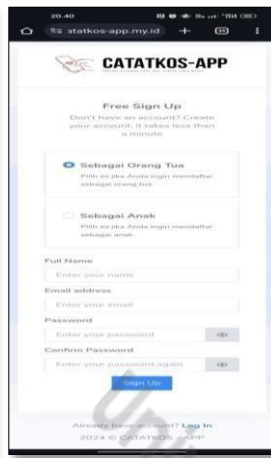 20.40
statkos-app.my.id
CATATKOS-APP
Free Sign Up
Don't have an account? Create
your account, it takes less than
a minute
Sebagai Orang Tua
Pilih ini jika Anda ingin mendaftar
sebagai orang tua.
Sebagai Anak
Pilih ini jika Anda ingin mendaftar
sebagai anak.
Full Name
Enter your name
Email address
Enter your email
Password
Enter your password
Confirm Password
Enter your password again
Sign Up
Already have account? Log In
2024 © CATATKOS - APP